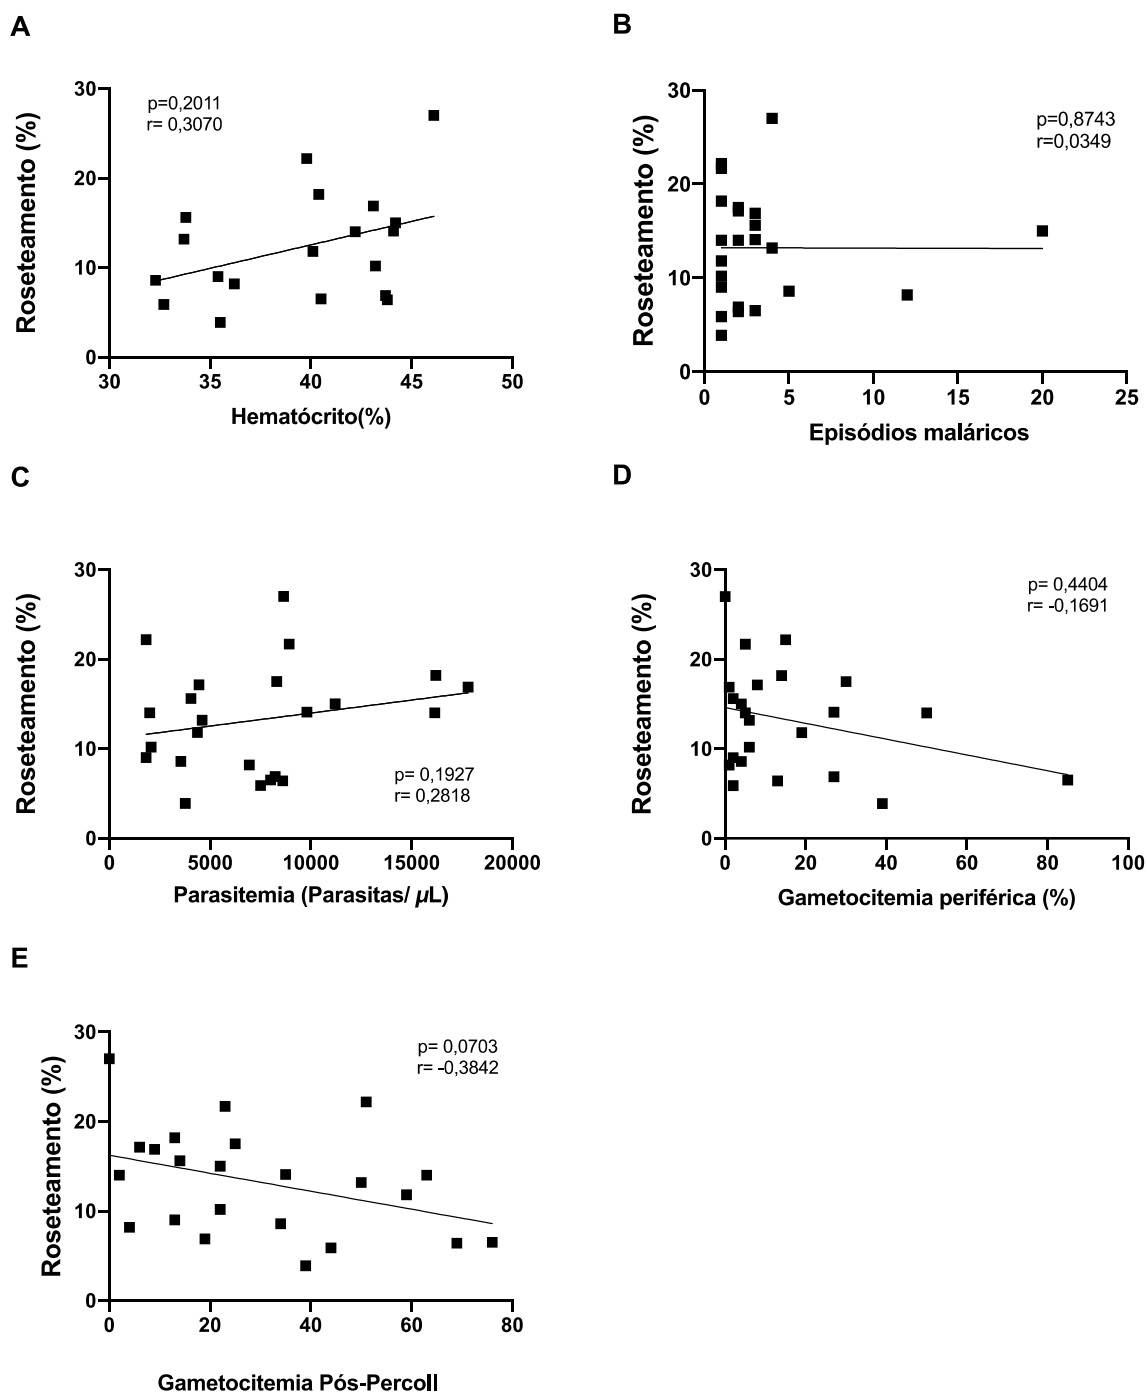 A
p=0,2011
r= 0,3070
Roseteamento (%)
30
20
10
0
30 35 40 45 50
Hematócrito(%)
B
p=0,8743
r=0,0349
Roseteamento (%)
30
20
10
0
0 5 10 15 20 25
Episódios maláricos
C
Roseteamento (%)
30
20
10
0
p= 0,1927
r= 0,2818
0 5000 10000 15000 20000
Parasitemia (Parasitas/ µL)
D
p= 0,4404
r= -0,1691
Roseteamento (%)
30
20
10
0
0 20 40 60 80 100
Gametocitemia periférica (%)
E
p= 0,0703
r= -0,3842
Roseteamento (%)
30
20
10
0
0 20 40 60 80
Gametocitemia Pós-Percoll